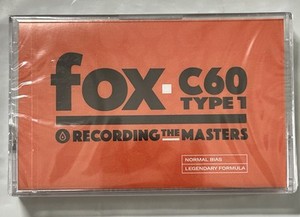 fox C60
TYPE 1
RECORDING THE MASTERS
NORMAL BIAS
LEGENDARY FORMULA